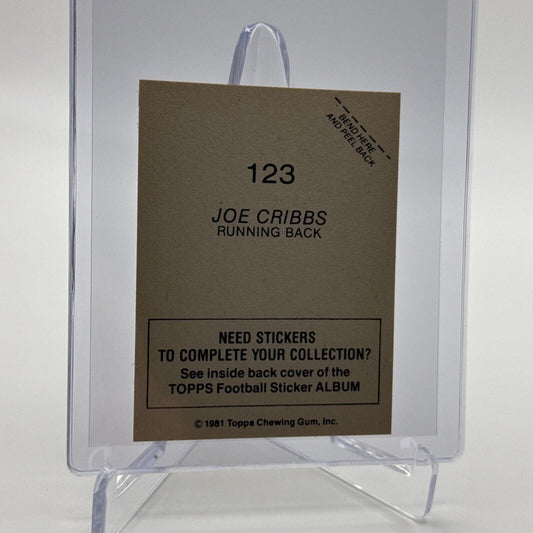 BEND HERE
AND PEEL BACK
123
JOE CRIBBS
RUNNING BACK
NEED STICKERS
TO COMPLETE YOUR COLLECTION?
See inside back cover of the
TOPPS Football Sticker ALBUM
© 1981 Topps Chewing Gum, Inc.